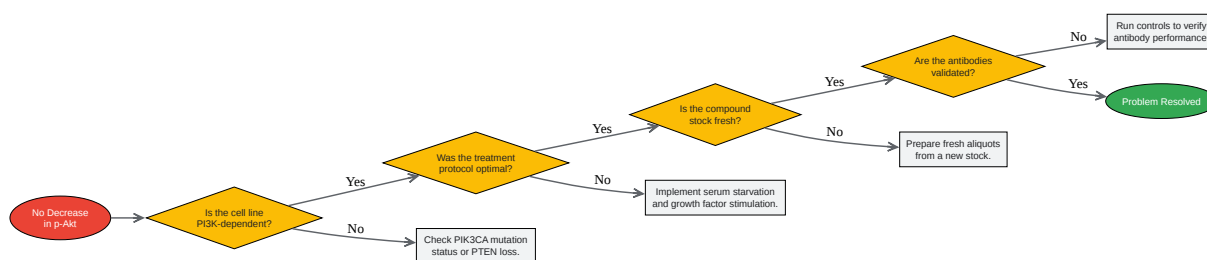 No Decrease
in p-Akt
Is the cell line
PI3K-dependent?
Yes
No
Check PIK3CA mutation
status or PTEN loss.
Was the treatment
protocol optimal?
Yes
No
Implement serum starvation
and growth factor stimulation.
Is the compound
stock fresh?
Yes
No
Prepare fresh aliquots
from a new stock.
Are the antibodies
validated?
No
Run controls to verify
antibody performance
Yes
Problem Resolved